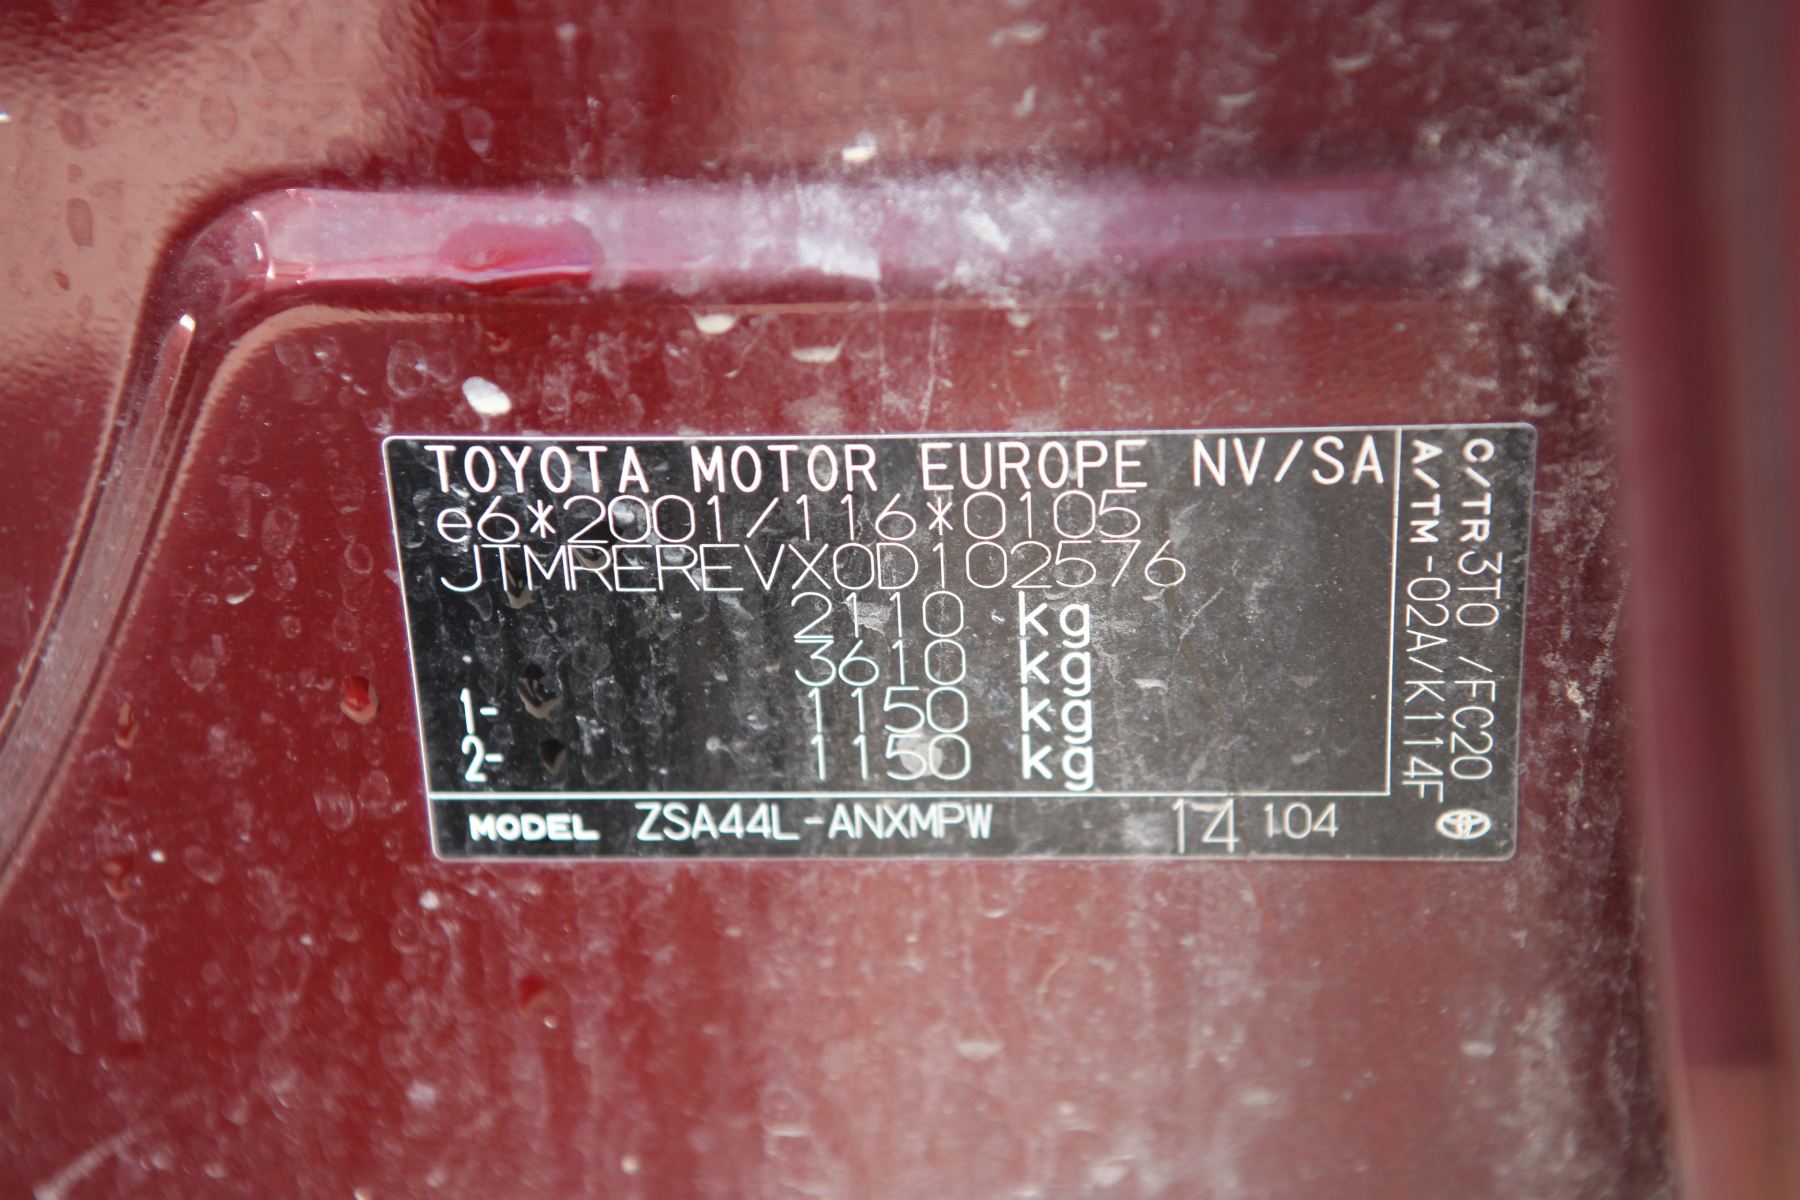 TOYOTA MOTOR EUROPE NV/SA
e6*2001/116*0105
JTMREREVX0D102576
2110 kg
3610 kg
1- 1150 kg
2- 1150 kg
MODEL ZSA44L-ANXMPW 14 104
C/TR 3T0 /FC20
A/TM -02A/K114F